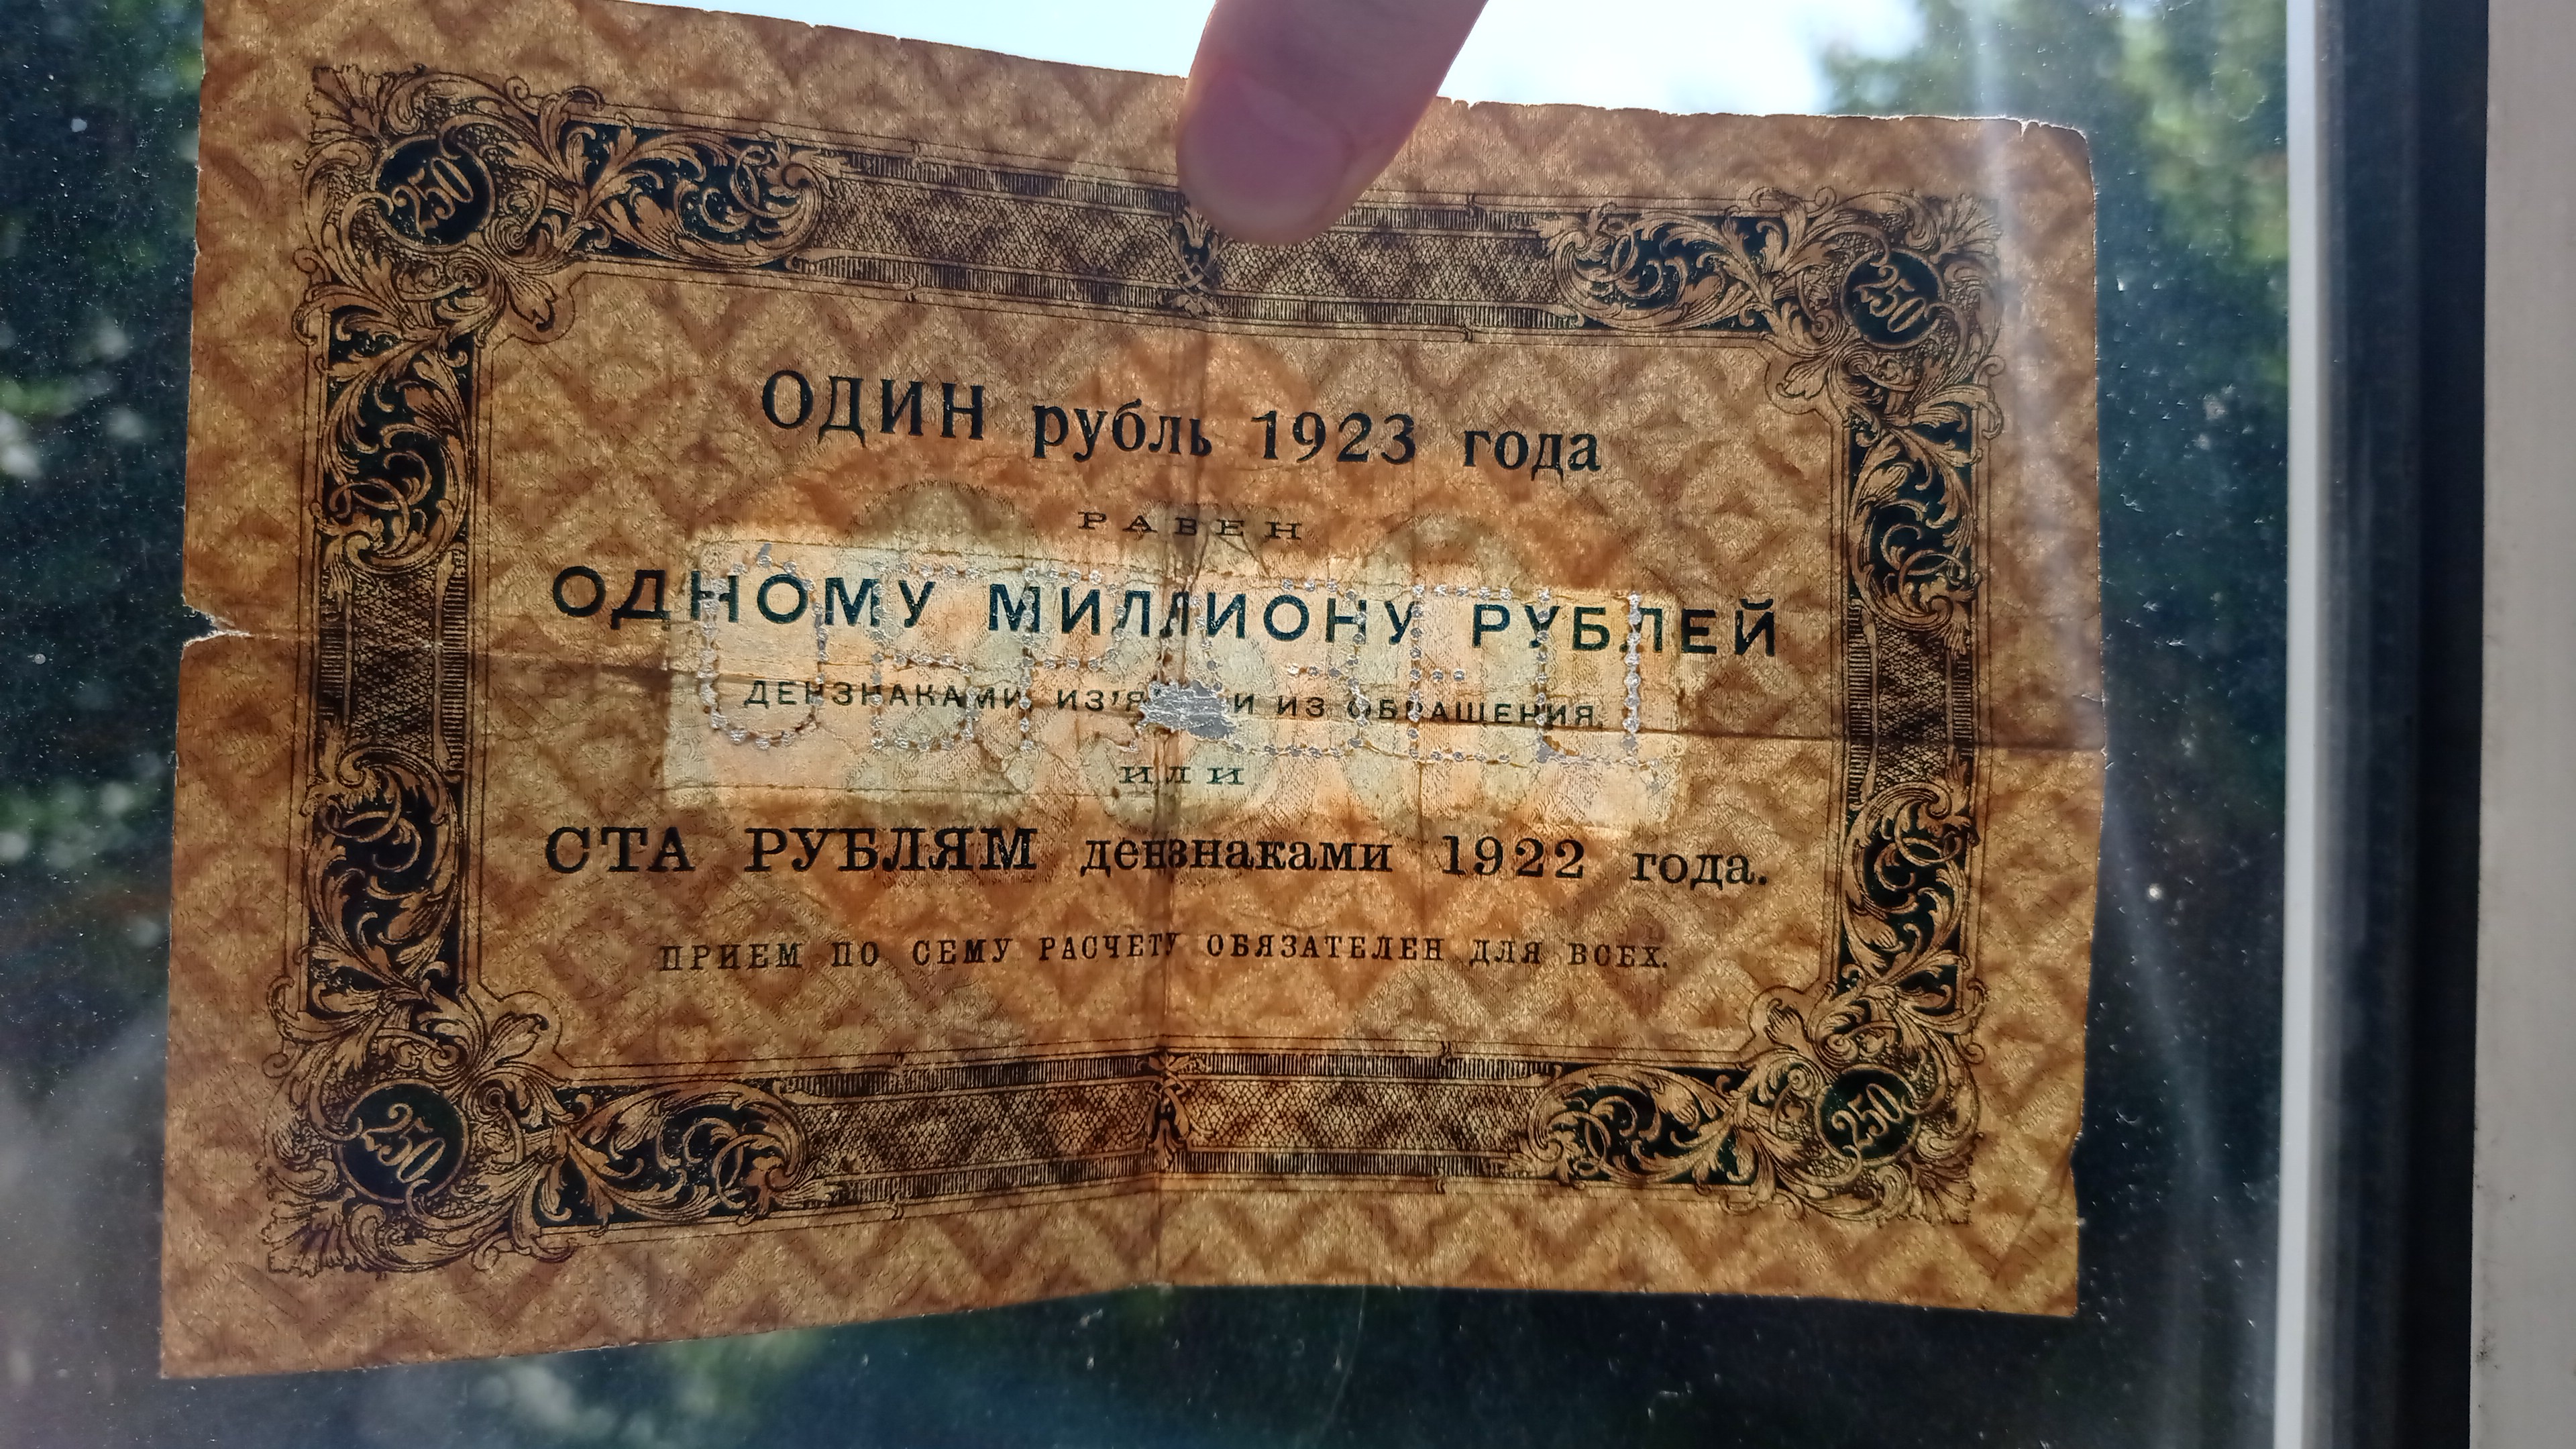 250 250
ОДИН рубль 1923 года
РАВЕН
ОДНОМУ МИЛЛИОНУ РУБЛЕЙ
ДЕНЗНАКАМИ, ИЗ ОБРАЩЕНИЯ,
ИЛИ
СТА РУБЛЯМ дензнаками 1922 года.
ПРИЕМ ПО СЕМУ РАСЧЕТУ ОБЯЗАТЕЛЕН ДЛЯ ВСЕХ.
250 250